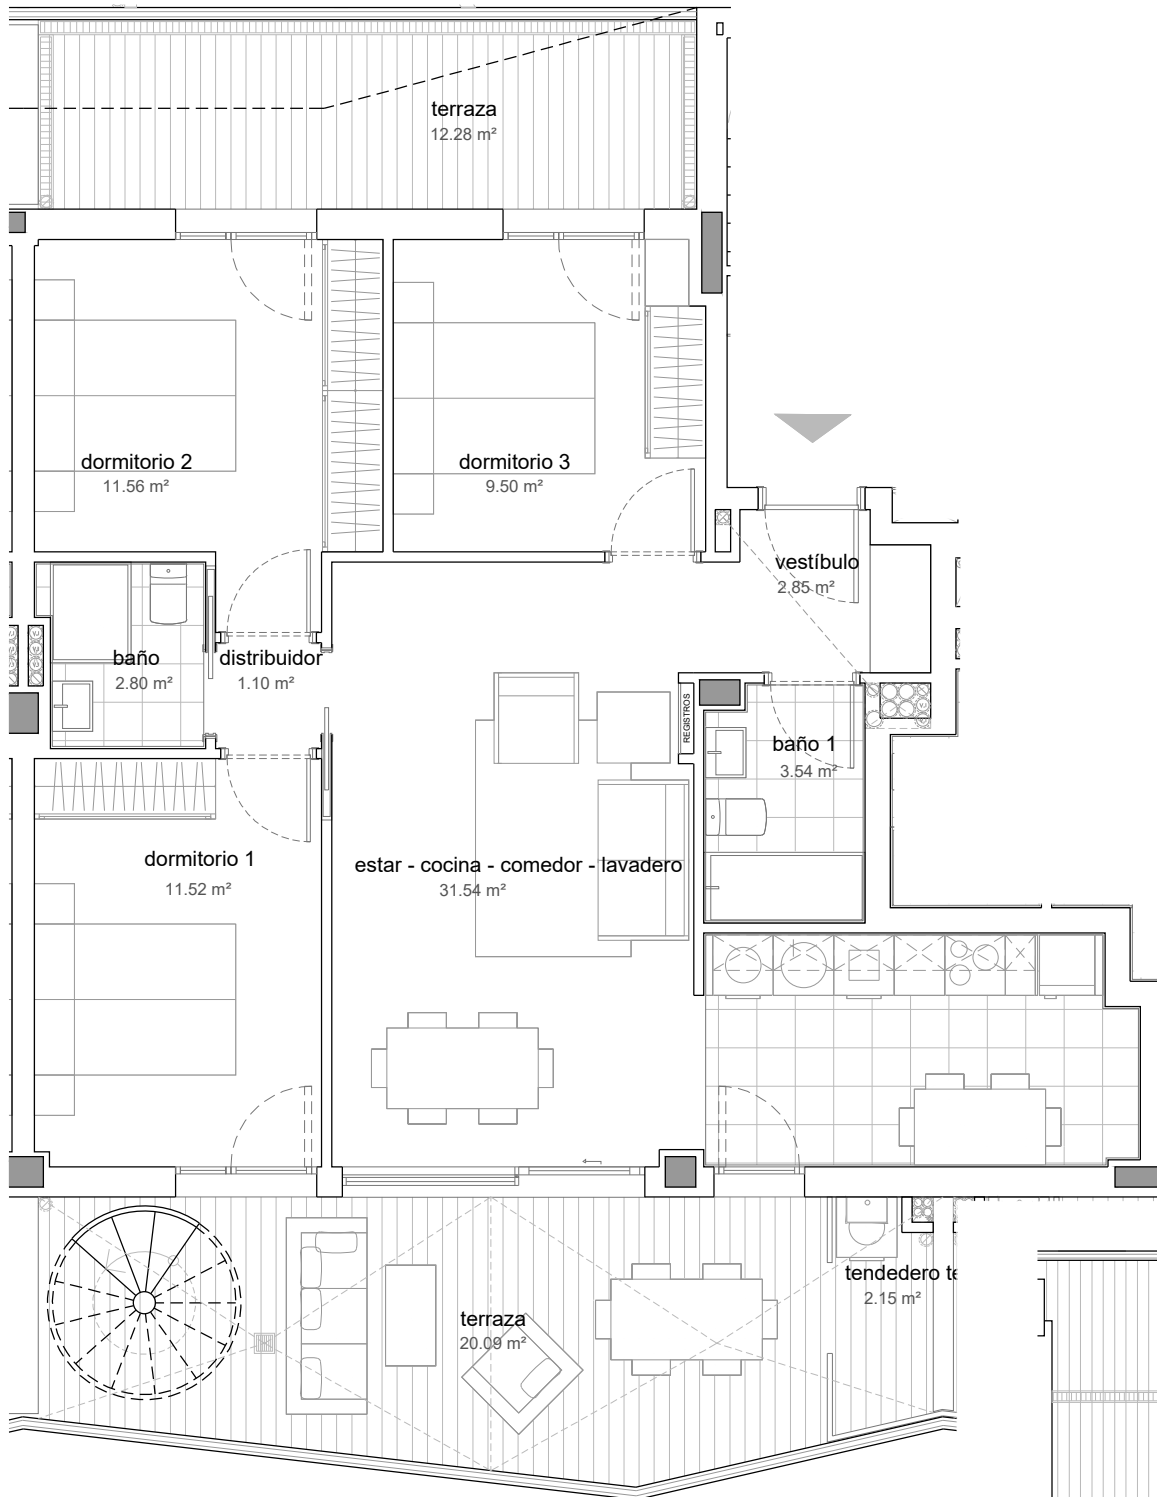 terraza
12.28 m²
dormitorio 2
11.56 m²
dormitorio 3
9.50 m²
vestíbulo
2.85 m²
baño
2.80 m²
distribuidor
1.10 m²
REGISTROS
baño 1
3.54 m²
dormitorio 1
11.52 m²
estar - cocina - comedor - lavadero
31.54 m²
tendedero te
2.15 m²
terraza
20.09 m²